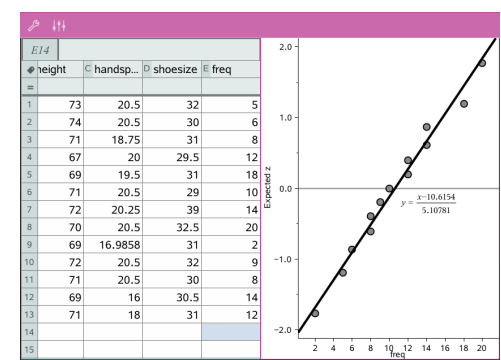 E14
height C handsp... D shoesize E freq
=
1 73 20.5 32 5
2 74 20.5 30 6
3 71 18.75 31 8
4 67 20 29.5 12
5 69 19.5 31 18
6 71 20.5 29 10
7 72 20.25 39 14
8 70 20.5 32.5 20
9 69 16.9858 31 2
10 72 20.5 32 9
11 71 20.5 30 8
12 69 16 30.5 14
13 71 18 31 12
14
15
2.0
1.0
0.0
−1.0
−2.0
Expected z
y = x−10.6154 / 5.10781
2 4 6 8 10 12 14 16 18 20
freq